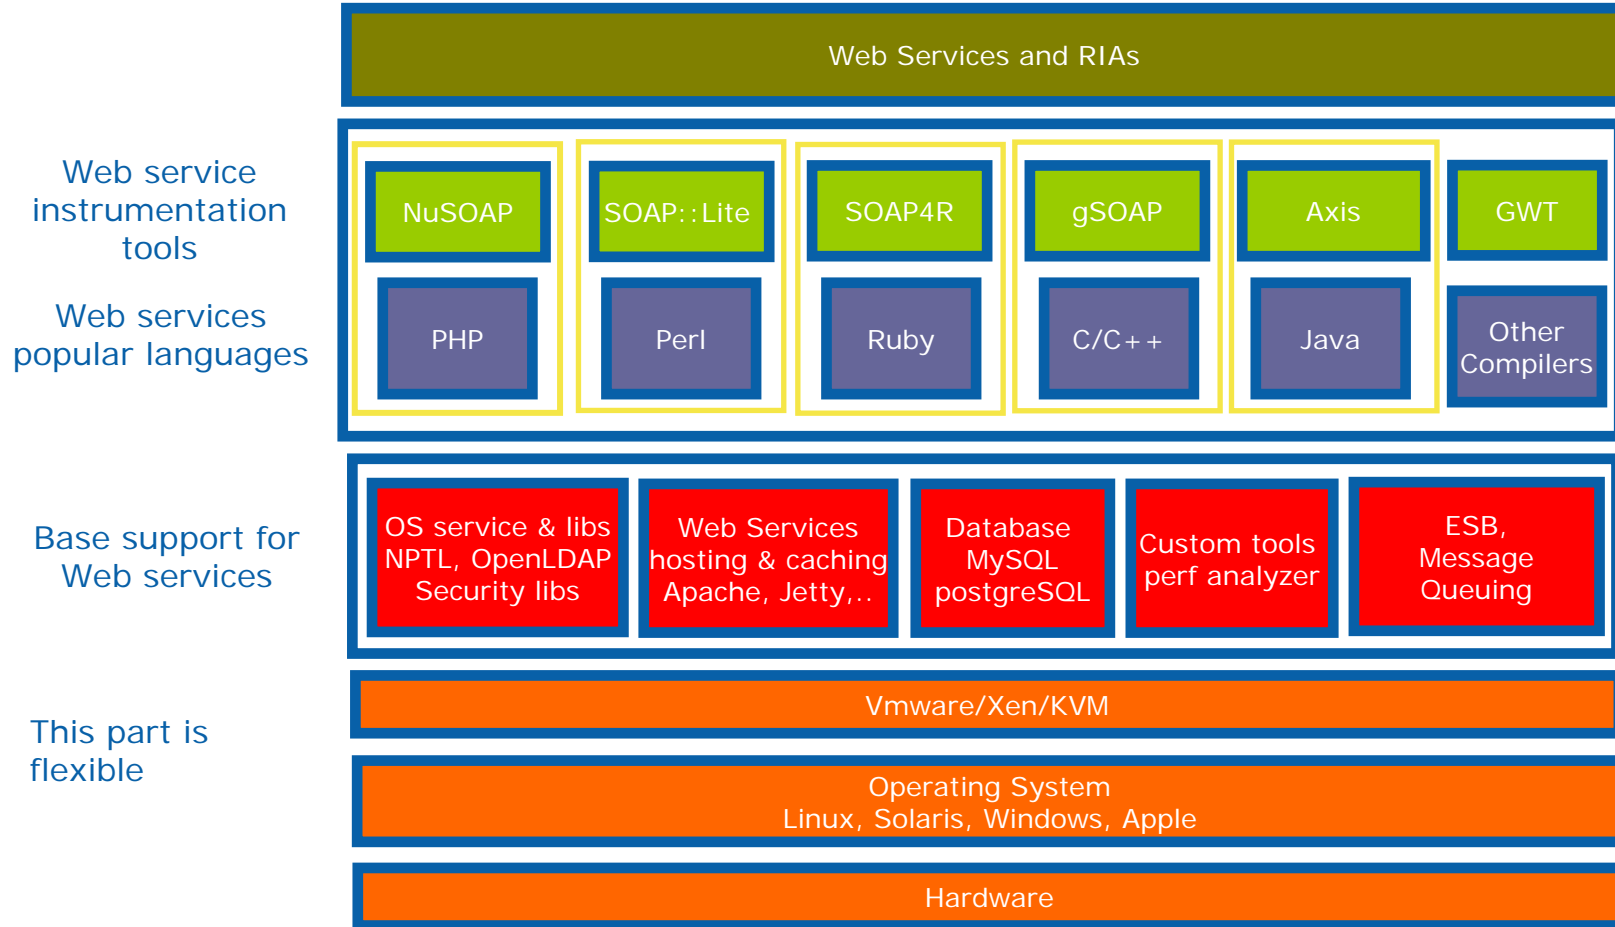 Web Services and RIAs
Web service
instrumentation
tools
NuSOAP
SOAP::Lite
SOAP4R
gSOAP
Axis
GWT
Web services
popular languages
PHP
Perl
Ruby
C/C++
Java
Other
Compilers
Base support for
Web services
OS service & libs
NPTL, OpenLDAP
Security libs
Web Services
hosting & caching
Apache, Jetty,..
Database
MySQL
postgreSQL
Custom tools
perf analyzer
ESB,
Message
Queuing
This part is
flexible
Vmware/Xen/KVM
Operating System
Linux, Solaris, Windows, Apple
Hardware